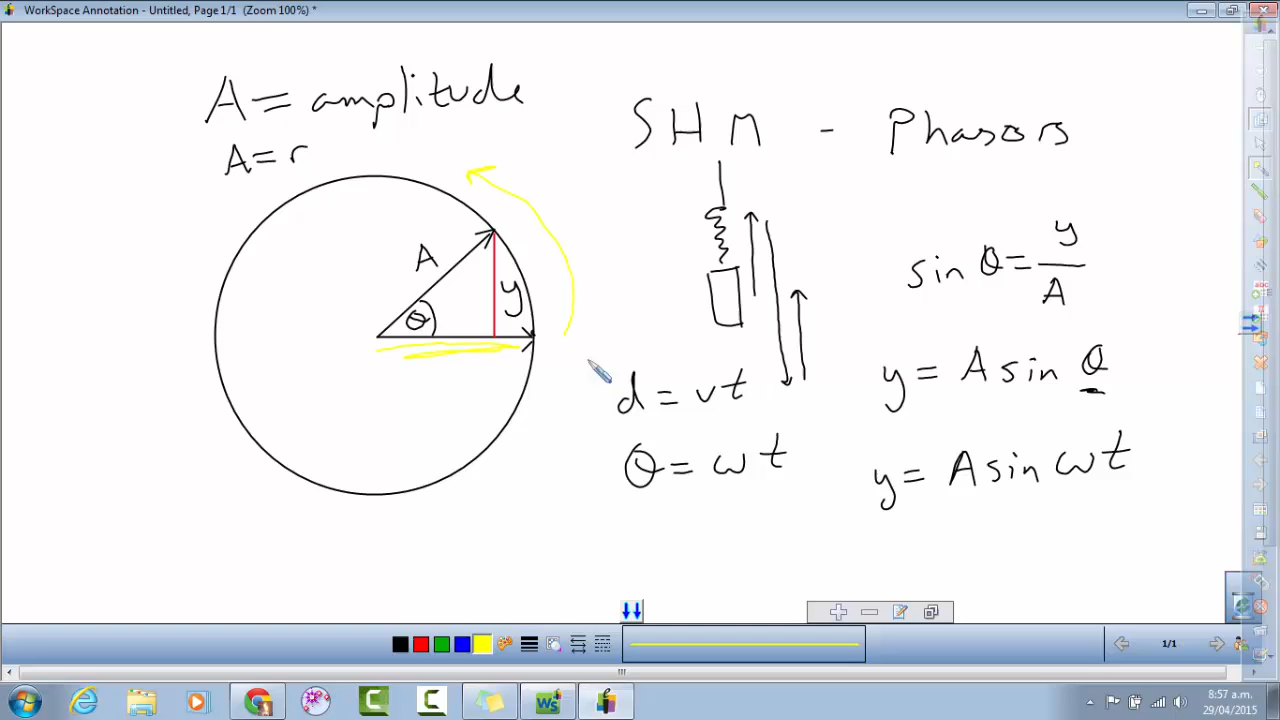 WorkSpace Annotation - Untitled, Page 1/1 (Zoom 100%) *
A = amplitude
A = r
SHM - Phasors
A
θ
y
sin θ = y/A
d = vt
y = A sin θ
θ = ωt
y = A sin ωt
1/1
8:57 a.m.
29/04/2015